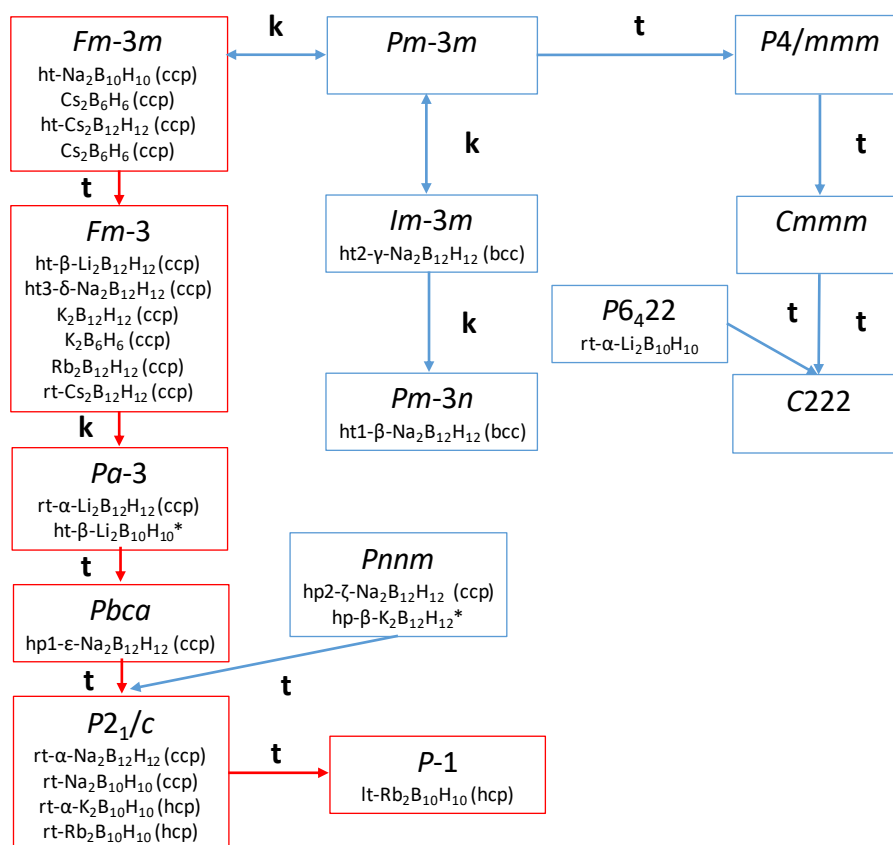 Fm-3m
ht-Na₂B₁₀H₁₀ (ccp)
Cs₂B₆H₆ (ccp)
ht-Cs₂B₁₂H₁₂ (ccp)
Cs₂B₆H₆ (ccp)
k
Pm-3m
t
P4/mmm
t
Fm-3
ht-β-Li₂B₁₂H₁₂ (ccp)
ht3-δ-Na₂B₁₂H₁₂ (ccp)
K₂B₁₂H₁₂ (ccp)
K₂B₆H₆ (ccp)
Rb₂B₁₂H₁₂ (ccp)
rt-Cs₂B₁₂H₁₂ (ccp)
k
Im-3m
ht2-γ-Na₂B₁₂H₁₂ (bcc)
k
Pm-3n
ht1-β-Na₂B₁₂H₁₂ (bcc)
t
Cmmm
P6₄22
rt-α-Li₂B₁₀H₁₀
t
t
C222
k
Pa-3
rt-α-Li₂B₁₂H₁₂ (ccp)
ht-β-Li₂B₁₀H₁₀*
t
Pbca
hp1-ε-Na₂B₁₂H₁₂ (ccp)
Pnnm
hp2-ζ-Na₂B₁₂H₁₂ (ccp)
hp-β-K₂B₁₂H₁₂*
t
t
P2₁/c
rt-α-Na₂B₁₂H₁₂ (ccp)
rt-Na₂B₁₀H₁₀ (ccp)
rt-α-K₂B₁₀H₁₀ (hcp)
rt-Rb₂B₁₀H₁₀ (hcp)
t
P-1
lt-Rb₂B₁₀H₁₀ (hcp)